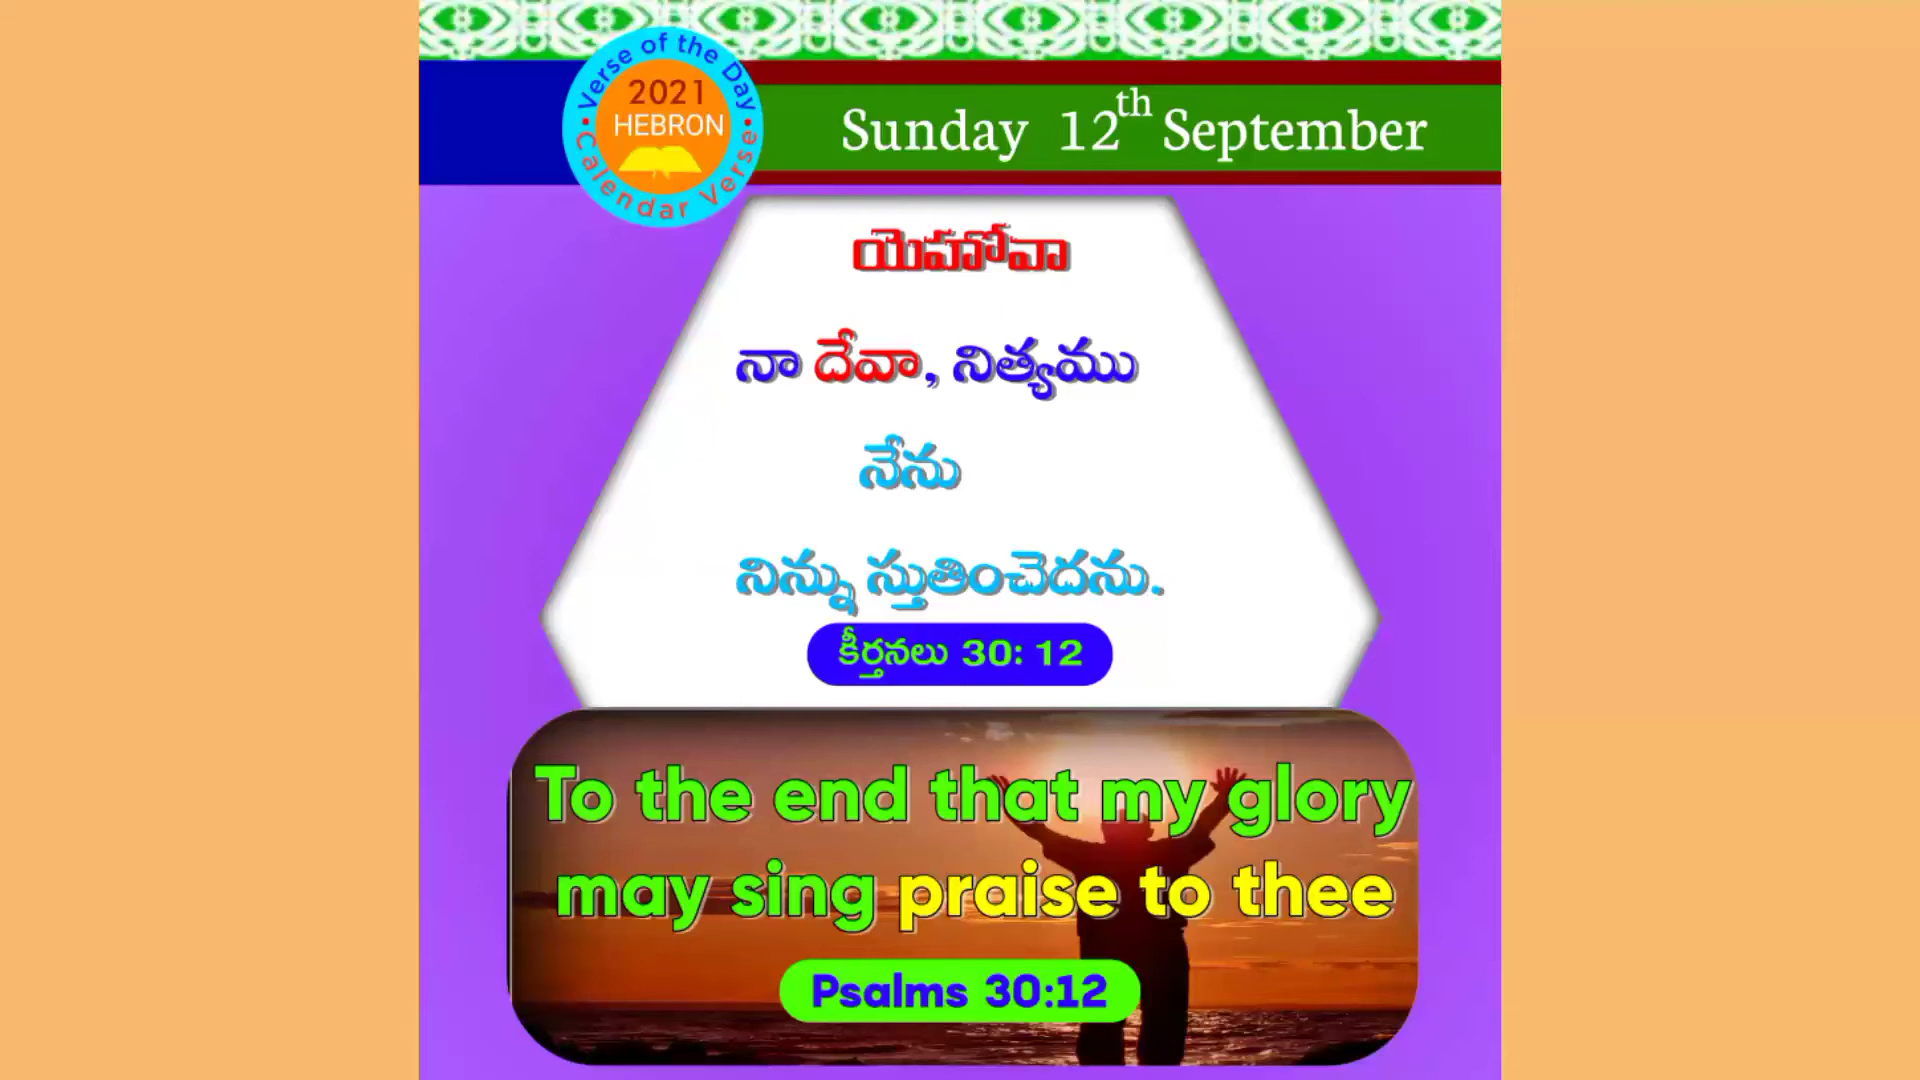 Verse of the Day
2021
HEBRON
Calendar Verse
Sunday 12th September
యెహోవా
నా దేవా, నిత్యము
నేను
నిన్ను స్తుతించెదను.
కీర్తనలు 30: 12
To the end that my glory
may sing praise to thee
Psalms 30:12